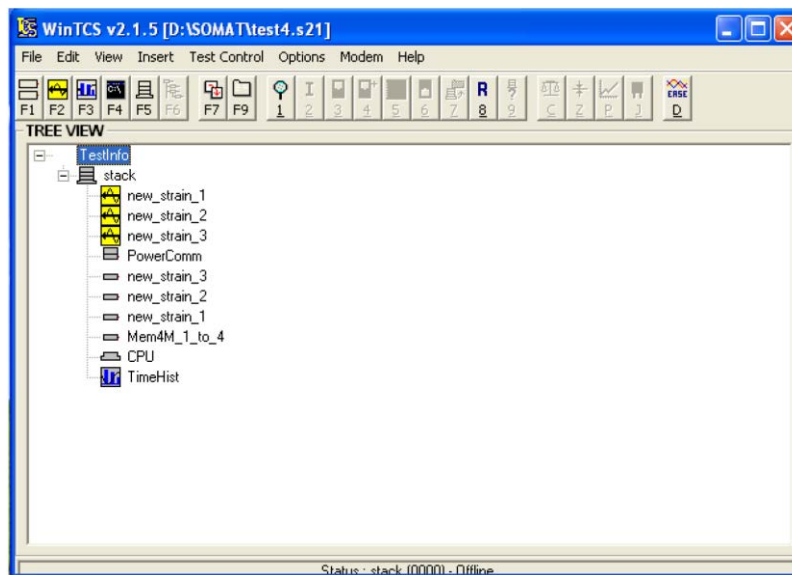 WinTCS v2.1.5 [D:\SOMAT\test4.s21]
File Edit View Insert Test Control Options Modem Help
F1 F2 F3 F4 F5 F6 F7 F9 1 2 3 4 5 6 7 8 9 C Z P J D
R
EASE
TREE VIEW
TestInfo
stack
new_strain_1
new_strain_2
new_strain_3
PowerComm
new_strain_3
new_strain_2
new_strain_1
Mem4M_1_to_4
CPU
TimeHist
Status : stack (0000) - Offline